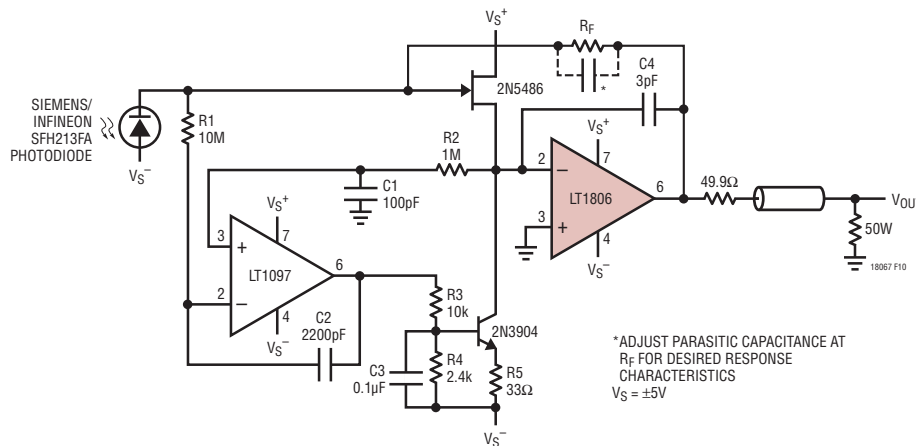 VS+
RF
C4
3pF
*
2N5486
SIEMENS/
INFINEON
SFH213FA
PHOTODIODE
VS−
R1
10M
R2
1M
VS+
7
2
−
LT1806
6
49.9Ω
VOU
3
+
4
VS−
50W
18067 F10
C1
100pF
VS+
7
3
+
LT1097
6
2
−
4
VS−
C2
2200pF
R3
10k
2N3904
C3
0.1µF
R4
2.4k
R5
33Ω
VS−
*ADJUST PARASITIC CAPACITANCE AT
RF FOR DESIRED RESPONSE
CHARACTERISTICS
VS = ±5V